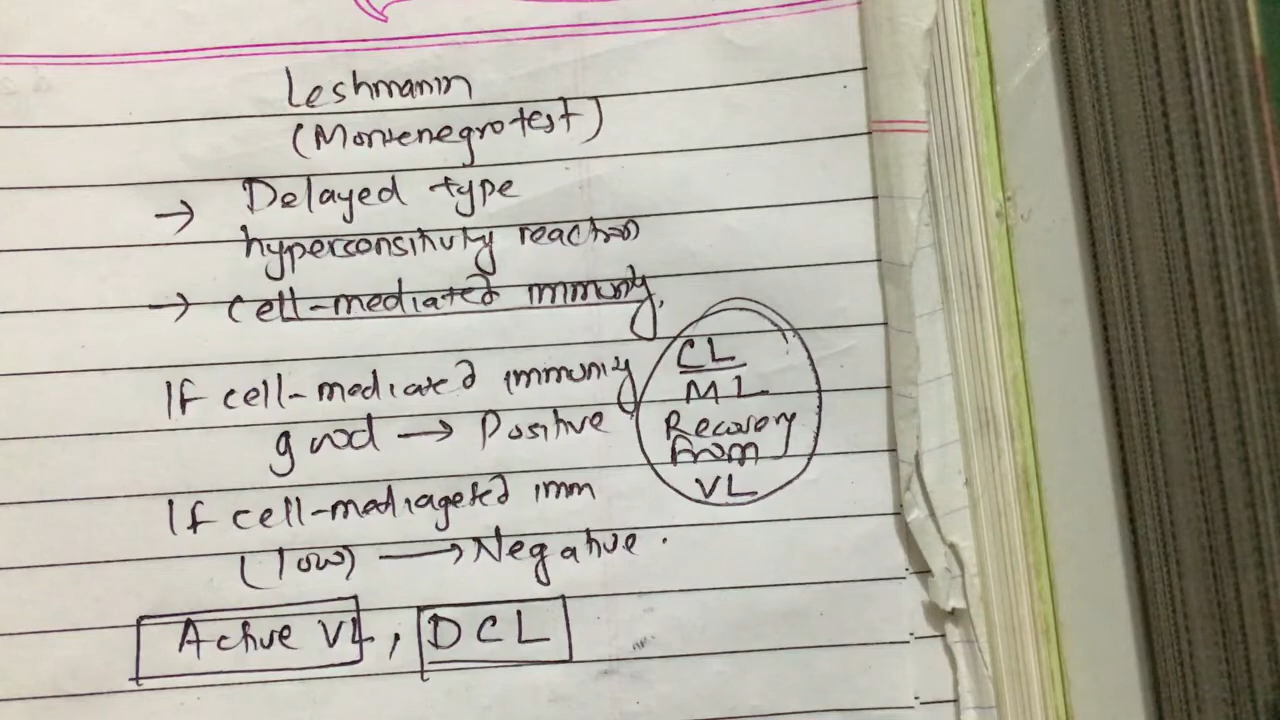 Leshmanin
(Montenegro test)
→ Delayed type
hypersensitivity reaction
→ cell-mediated immunity,
If cell-mediated immunity
good → Positive
CL
ML
Recovery
From
VL
If cell-mediageted imm
(low) → Negative.
Active VL, DCL